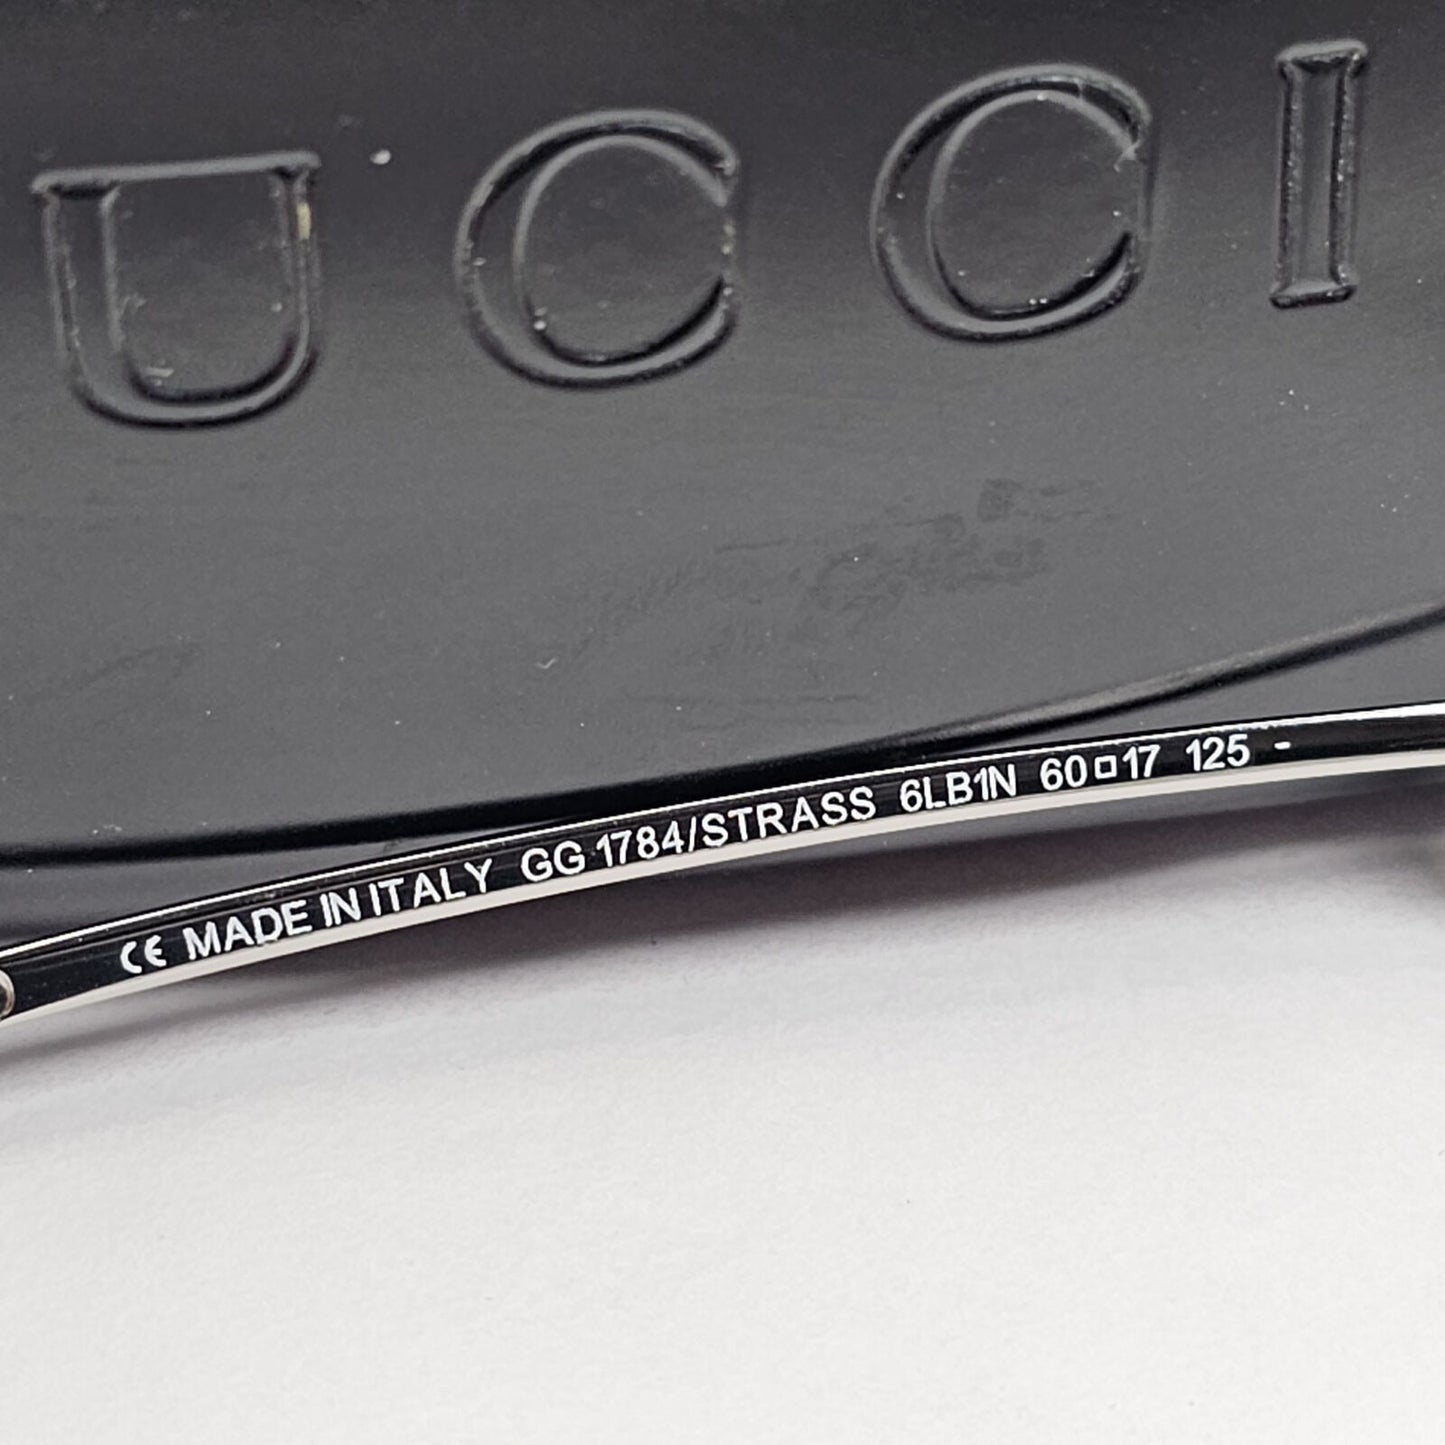 UCCI
CE MADE IN ITALY GG 1784/STRASS 6LB1N 60□17 125 -